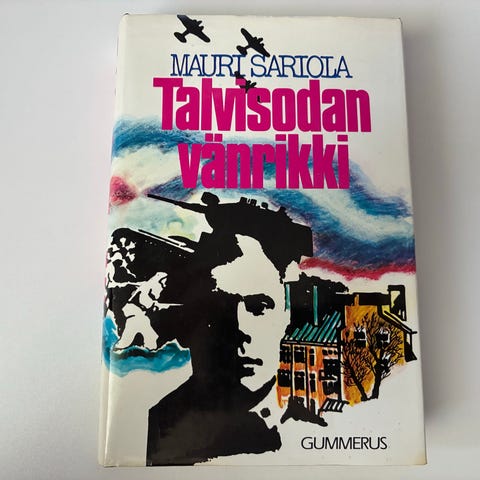 MAURI SARIOLA
Talvisodan
vänrikki
GUMMERUS